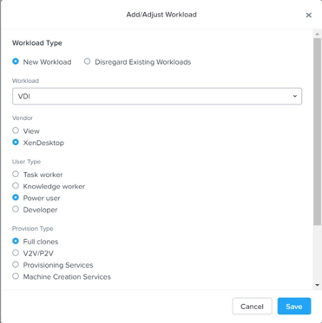 Add/Adjust Workload
Workload Type
New Workload Disregard Existing Workloads
Workload
VDI
Vendor
View
XenDesktop
User Type
Task worker
Knowledge worker
Power user
Developer
Provision Type
Full clones
V2V/P2V
Provisioning Services
Machine Creation Services
Cancel Save